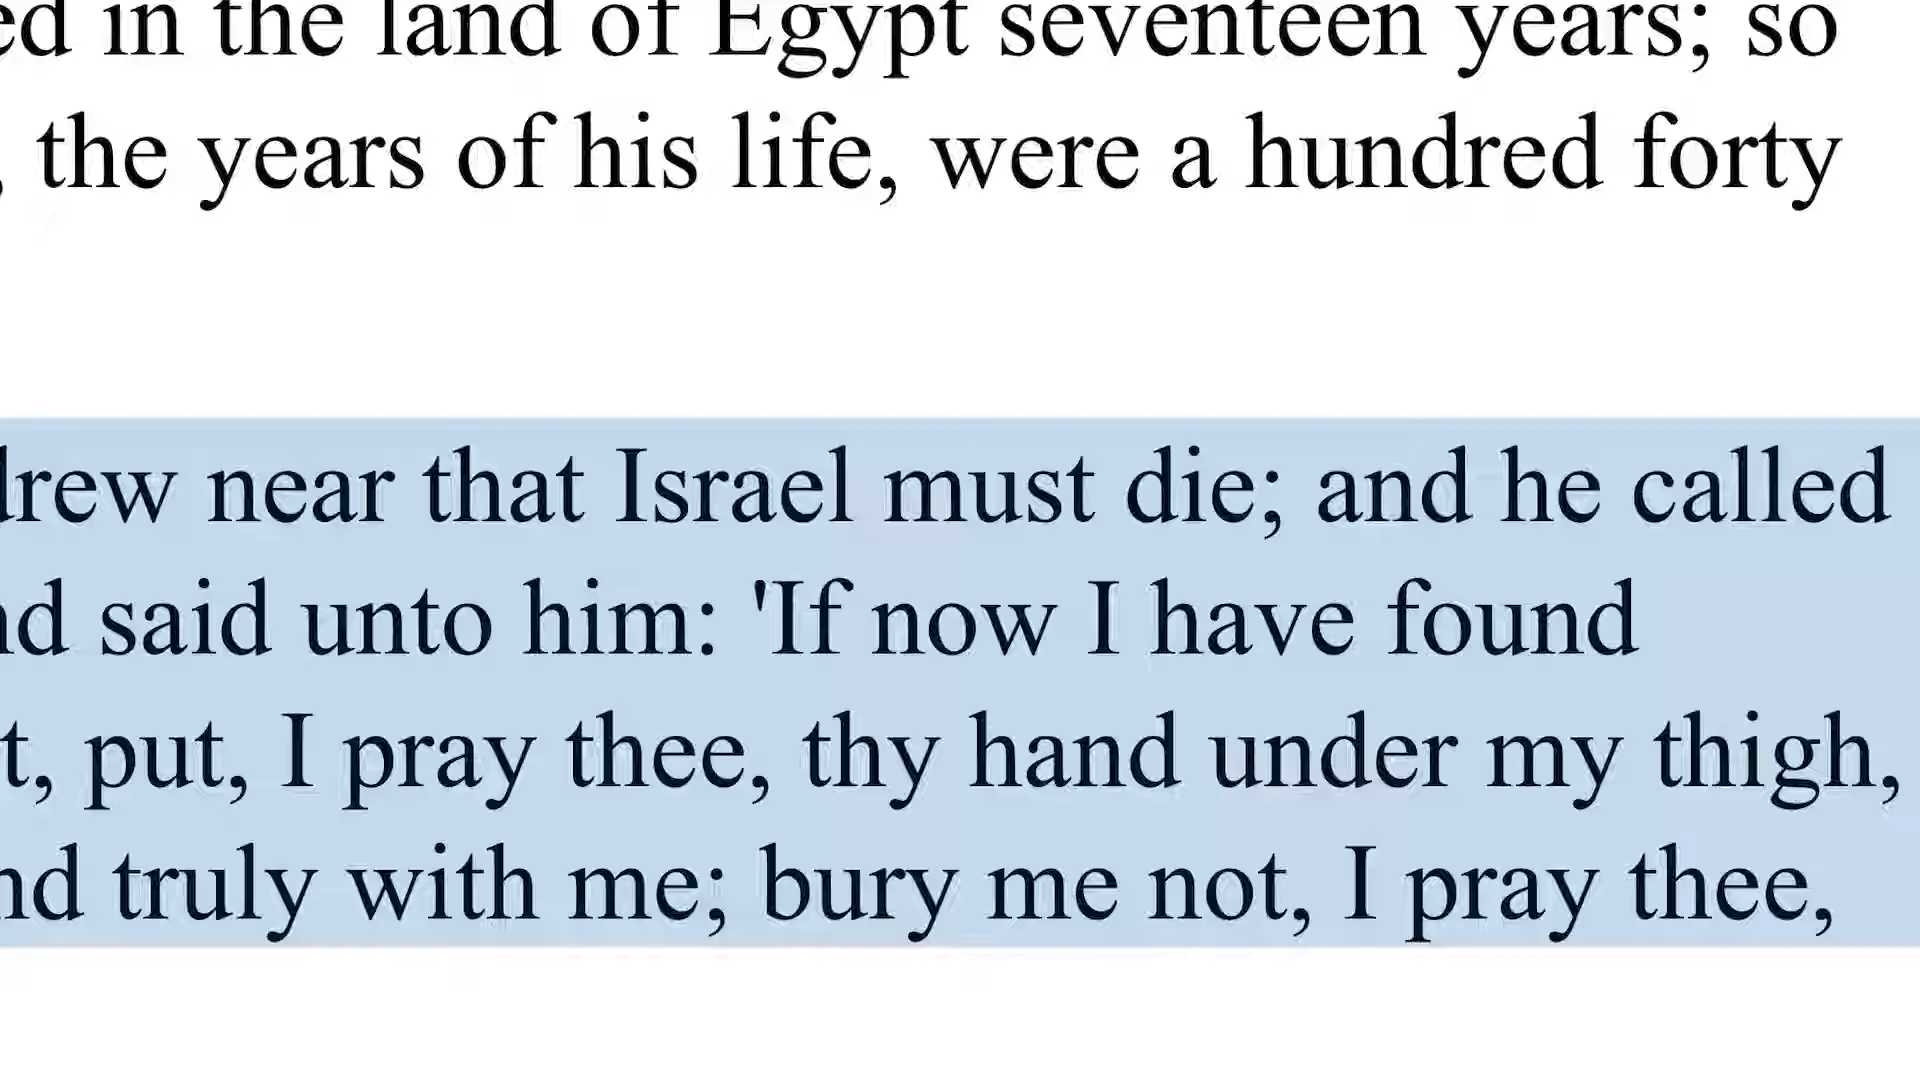 ed in the land of Egypt seventeen years; so
, the years of his life, were a hundred forty
drew near that Israel must die; and he called
nd said unto him: 'If now I have found
t, put, I pray thee, thy hand under my thigh,
nd truly with me; bury me not, I pray thee,